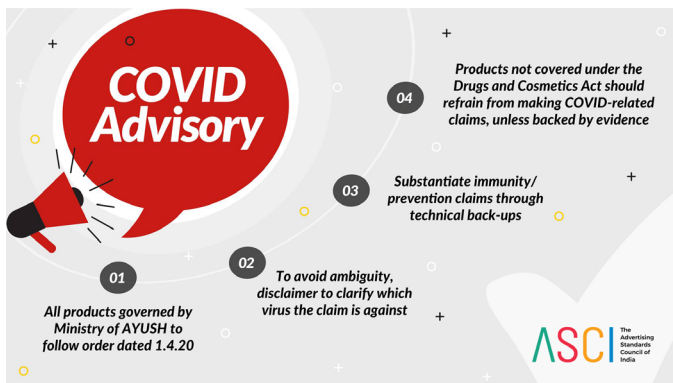 COVID
Advisory
01
All products governed by
Ministry of AYUSH to
follow order dated 1.4.20
02
To avoid ambiguity,
disclaimer to clarify which
virus the claim is against
03
Substantiate immunity/
prevention claims through
technical back-ups
04
Products not covered under the
Drugs and Cosmetics Act should
refrain from making COVID-related
claims, unless backed by evidence
ASCI
The
Advertising
Standards
Council of
India